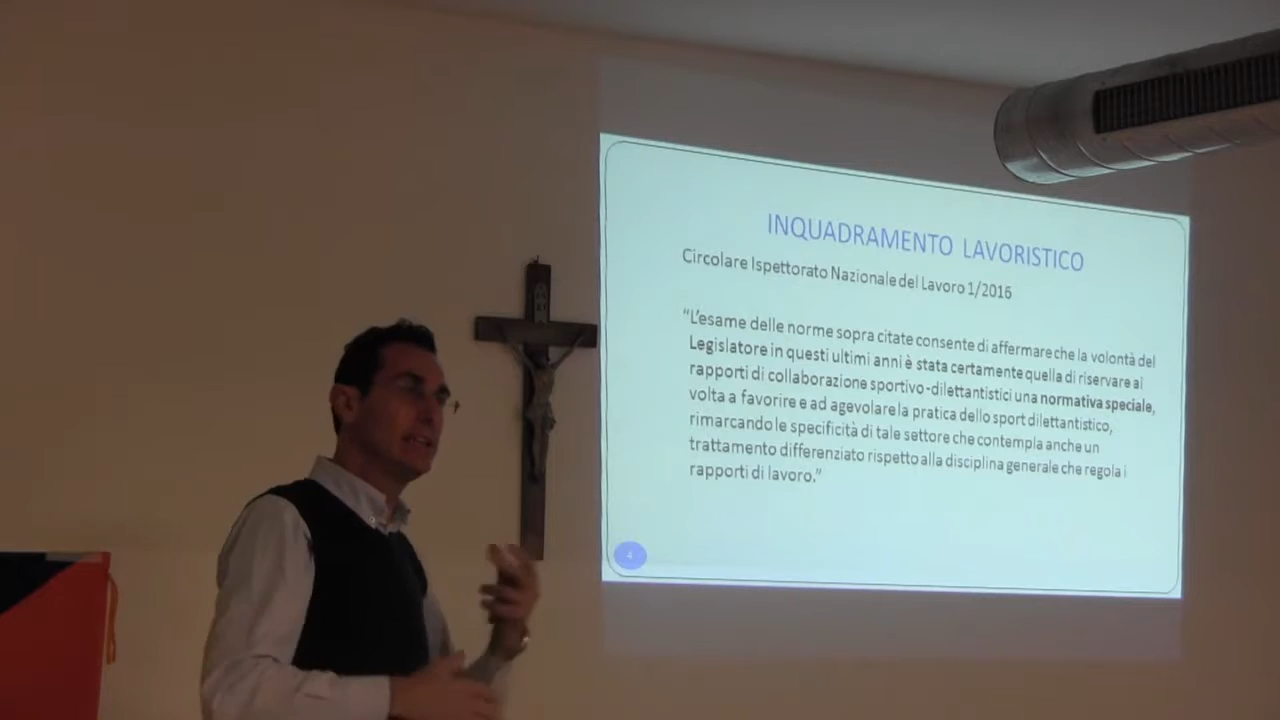 INQUADRAMENTO LAVORISTICO
Circolare Ispettorato Nazionale del Lavoro 1/2016
“L’esame delle norme sopra citate consente di affermare che la volontà del
Legislatore in questi ultimi anni è stata certamente quella di riservare ai
rapporti di collaborazione sportivo-dilettantistici una normativa speciale,
volta a favorire e ad agevolare la pratica dello sport dilettantistico,
rimarcando le specificità di tale settore che contempla anche un
trattamento differenziato rispetto alla disciplina generale che regola i
rapporti di lavoro.”
4